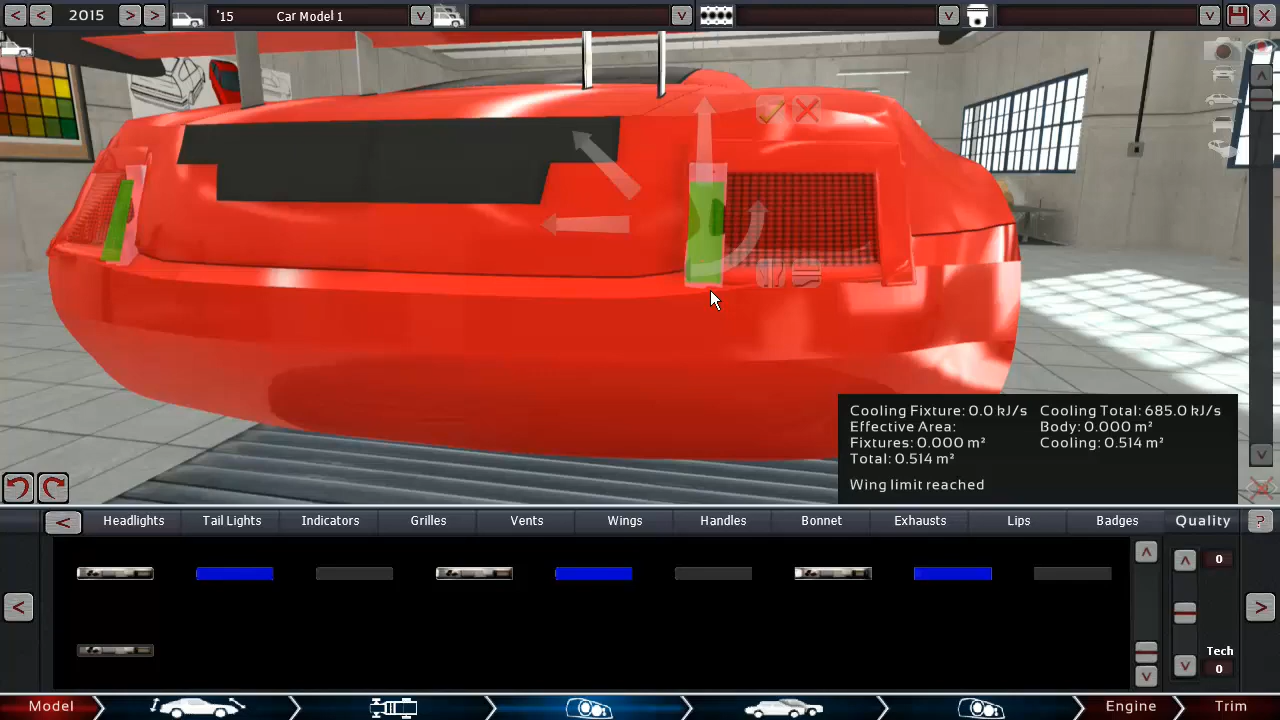 2015
'15 Car Model 1
Cooling Fixture: 0.0 kJ/s Cooling Total: 685.0 kJ/s
Effective Area: Body: 0.000 m²
Fixtures: 0.000 m² Cooling: 0.514 m²
Total: 0.514 m²
Wing limit reached
< Headlights Tail Lights Indicators Grilles Vents Wings Handles Bonnet Exhausts Lips Badges Quality ?
0
Tech
0
Model Engine Trim